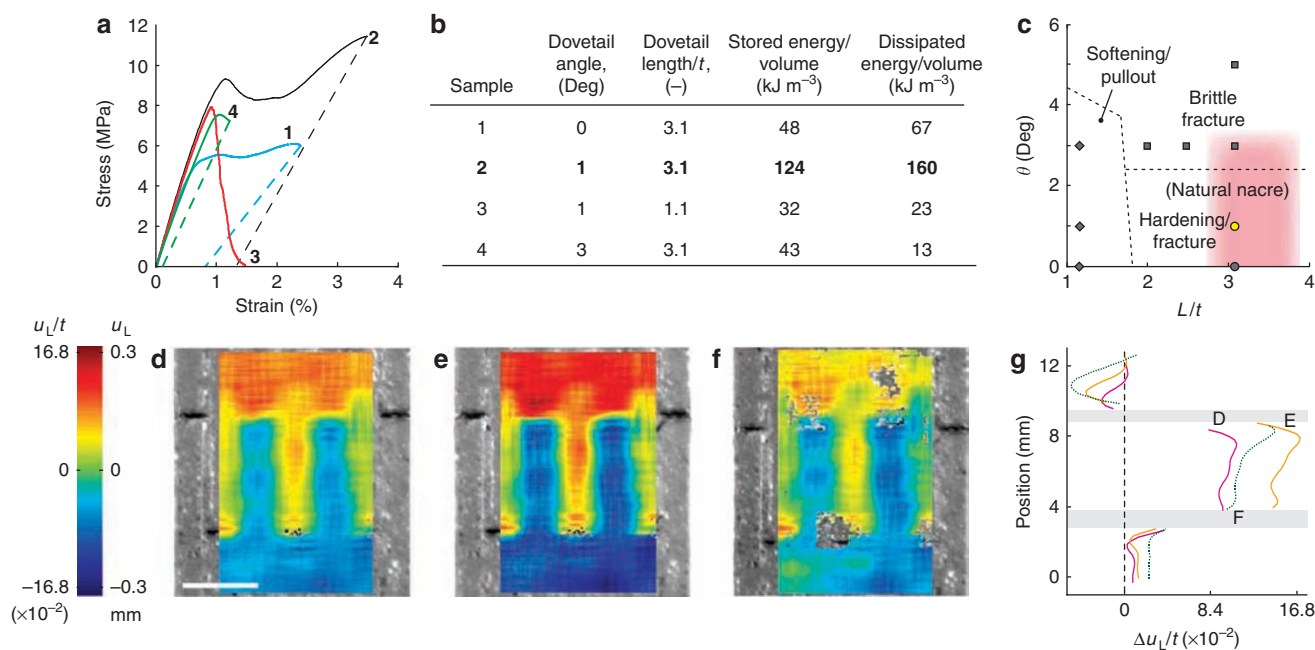 a
12
10
8
6
4
2
0
Stress (MPa)
0 1 2 3 4
Strain (%)
1
2
3
4
b
Sample Dovetail angle, (Deg) Dovetail length/t, (–) Stored energy/ volume (kJ m–3) Dissipated energy/volume (kJ m–3)
1 0 3.1 48 67
2 1 3.1 124 160
3 1 1.1 32 23
4 3 3.1 43 13
c
6
5
4
3
2
1
0
θ (Deg)
Softening/
pullout
Brittle
fracture
(Natural nacre)
Hardening/
fracture
1 2 3 4
L/t
uL/t uL
16.8 0.3
0 0
–16.8 –0.3
(×10–2) mm
d
e
f
g
12
8
4
0
Position (mm)
D E
F
0 8.4 16.8
ΔuL/t (×10–2)